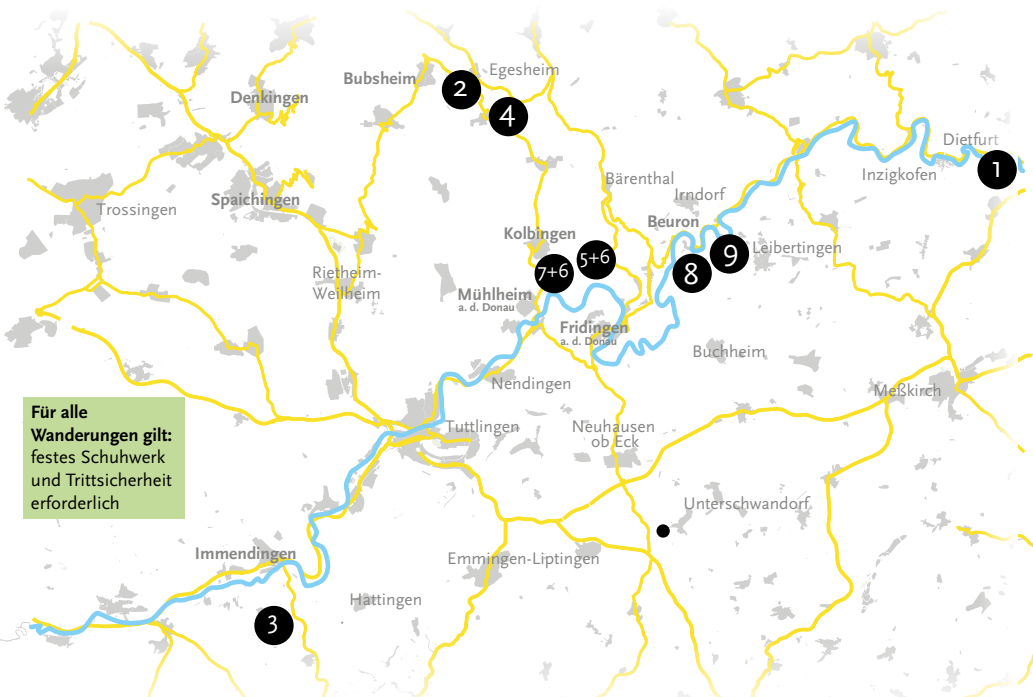 Egesheim
Bubsheim
2
Denkingen
4
Dietfurt
1
Inzigkofen
Bärenthal
Irndorf
Spaichingen
Trossingen
Beuron
Kolbingen
Leibertingen
9
5+6
8
7+6
Rietheim-
Weilheim
Mühlheim
a. d. Donau
Fridingen
a. d. Donau
Buchheim
Nendingen
Meßkirch
Für alle
Wanderungen gilt:
festes Schuhwerk
und Trittsicherheit
erforderlich
Tuttlingen
Neuhausen
ob Eck
Unterschwandorf
Immendingen
Emmingen-Liptingen
Hattingen
3